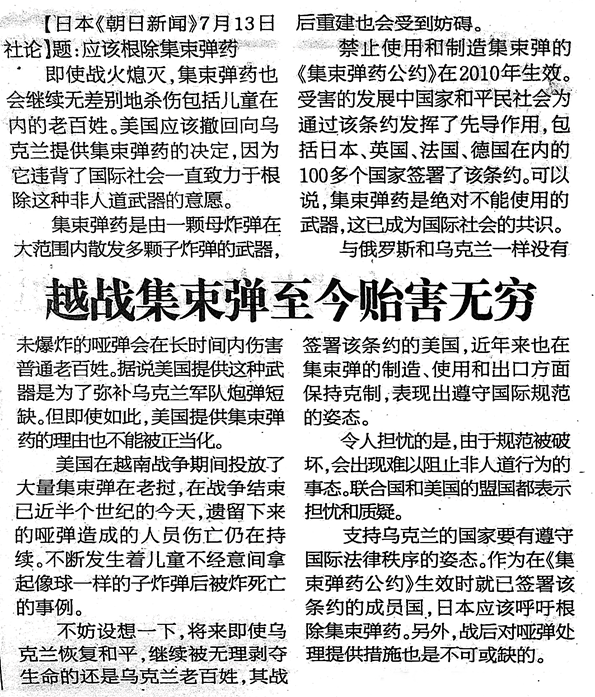 【日本《朝日新闻》7月13日
社论】题：应该根除集束弹药
即使战火熄灭，集束弹药也
会继续无差别地杀伤包括儿童在
内的老百姓。美国应该撤回向乌
克兰提供集束弹药的决定，因为
它违背了国际社会一直致力于根
除这种非人道武器的意愿。
集束弹药是由一颗母炸弹在
大范围内散发多颗子炸弹的武器，
越战集束弹至今贻害无穷
未爆炸的哑弹会在长时间内伤害
普通老百姓。据说美国提供这种武
器是为了弥补乌克兰军队炮弹短
缺。但即使如此，美国提供集束弹
药的理由也不能被正当化。
美国在越南战争期间投放了
大量集束弹在老挝，在战争结束
已近半个世纪的今天，遗留下来
的哑弹造成的人员伤亡仍在持
续。不断发生着儿童不经意间拿
起像球一样的子炸弹后被炸死亡
的事例。
不妨设想一下，将来即使乌
克兰恢复和平，继续被无理剥夺
生命的还是乌克兰老百姓，其战
后重建也会受到妨碍。
禁止使用和制造集束弹的
《集束弹药公约》在2010年生效。
受害的发展中国家和平民社会为
通过该条约发挥了先导作用，包
括日本、英国、法国、德国在内的
100多个国家签署了该条约。可以
说，集束弹药是绝对不能使用的
武器，这已成为国际社会的共识。
与俄罗斯和乌克兰一样没有
签署该条约的美国，近年来也在
集束弹的制造、使用和出口方面
保持克制，表现出遵守国际规范
的姿态。
令人担忧的是，由于规范被破
坏，会出现难以阻止非人道行为的
事态。联合国和美国的盟国都表示
担忧和质疑。
支持乌克兰的国家要有遵守
国际法律秩序的姿态。作为在《集
束弹药公约》生效时就已签署该
条约的成员国，日本应该呼吁根
除集束弹药。另外，战后对哑弹处
理提供措施也是不可或缺的。